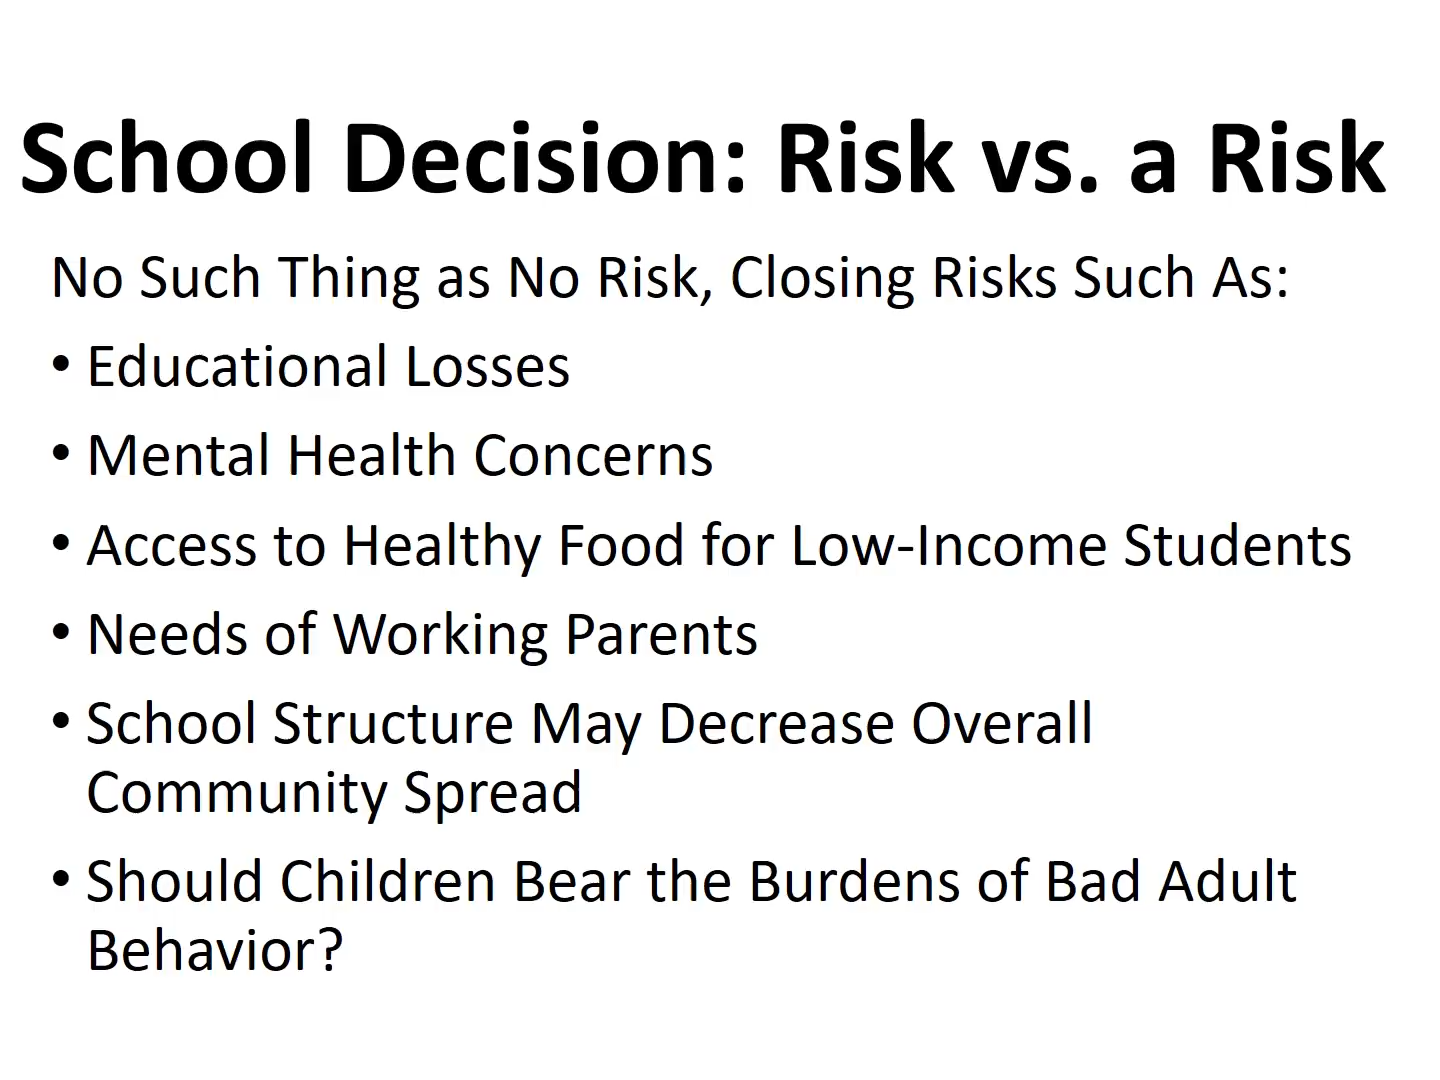 School Decision: Risk vs. a Risk
No Such Thing as No Risk, Closing Risks Such As:
• Educational Losses
• Mental Health Concerns
• Access to Healthy Food for Low-Income Students
• Needs of Working Parents
• School Structure May Decrease Overall
Community Spread
• Should Children Bear the Burdens of Bad Adult
Behavior?